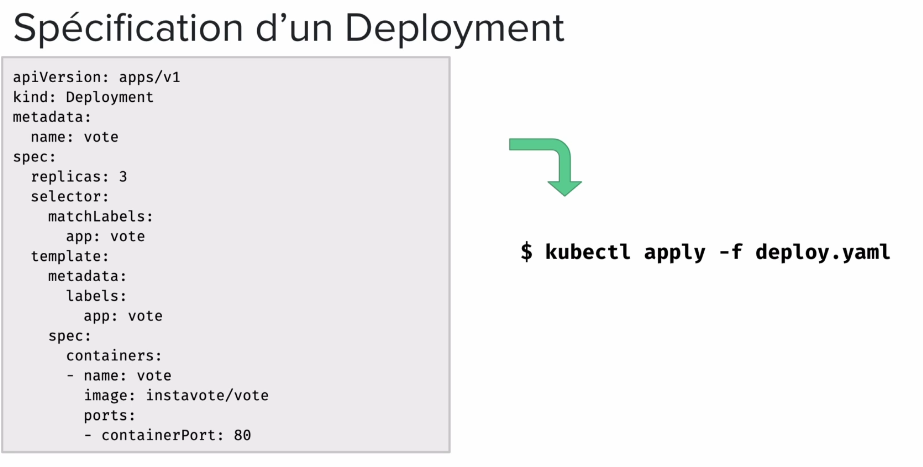 Spécification d’un Deployment
apiVersion: apps/v1
kind: Deployment
metadata:
  name: vote
spec:
  replicas: 3
  selector:
    matchLabels:
      app: vote
  template:
    metadata:
      labels:
        app: vote
    spec:
      containers:
      - name: vote
        image: instavote/vote
        ports:
        - containerPort: 80
$ kubectl apply -f deploy.yaml